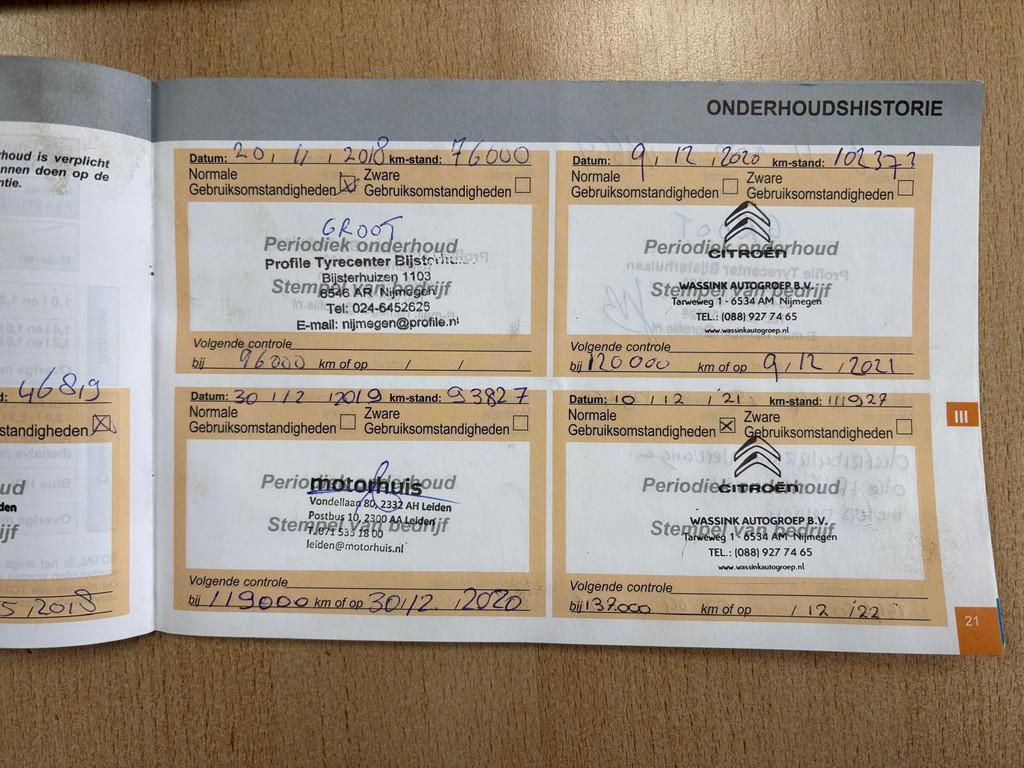 ONDERHOUDSHISTORIE
rhoud is verplicht
nnen doen op de
ntie.
46819
standigheden
ud
den
ijf
5, 2018
Datum: 20, 11, 2018 km-stand: 76000
Normale Gebruiksomstandigheden
Zware Gebruiksomstandigheden
GROOT
Periodiek onderhoud
Profile Tyrecenter
Bijsterhuizen 1103
Stempel van bedrijf
6546 AR Nijmegen
Tel: 024-6452625
E-mail: nijmegen@profile.nl
Volgende controle
bij 96000 km of op / /
Datum: 9, 12, 2020 km-stand: 102373
Normale Gebruiksomstandigheden
Zware Gebruiksomstandigheden
Periodiek onderhoud
CITROËN
WASSINK AUTOGROEP B.V.
Stempel van bedrijf
Tarweweg 1 - 6534 AM Nijmegen
TEL.: (088) 927 74 65
www.wassinkautogroep.nl
Volgende controle
bij 120000 km of op 9, 12, 2021
Datum: 30 / 12 / 2019 km-stand: 93827
Normale Gebruiksomstandigheden
Zware Gebruiksomstandigheden
Periodiek onderhoud
motorhuis
Vondellaan 80, 2332 AH Leiden
Postbus 10, 2300 AA Leiden
Stempel van bedrijf
T. 071 535 18 00
leiden@motorhuis.nl
Volgende controle
bij 119000 km of op 30/12, 2020
Datum: 10 / 12 / 21 km-stand: 111927
Normale Gebruiksomstandigheden
Zware Gebruiksomstandigheden
Periodiek onderhoud
CITROËN
WASSINK AUTOGROEP B.V.
Stempel van bedrijf
Tarweweg 1 - 6534 AM Nijmegen
TEL.: (088) 927 74 65
www.wassinkautogroep.nl
Volgende controle
bij 137000 km of op / 12 / 22
III
21